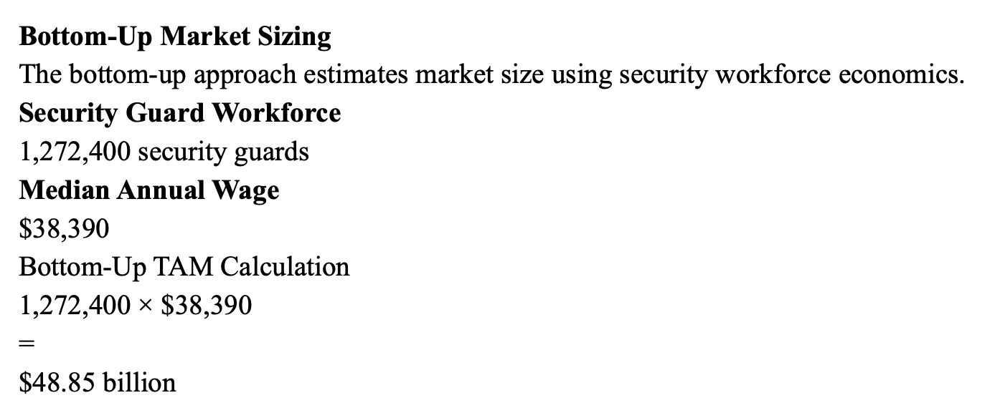 Bottom-Up Market Sizing
The bottom-up approach estimates market size using security workforce economics.
Security Guard Workforce
1,272,400 security guards
Median Annual Wage
$38,390
Bottom-Up TAM Calculation
1,272,400 × $38,390
=
$48.85 billion